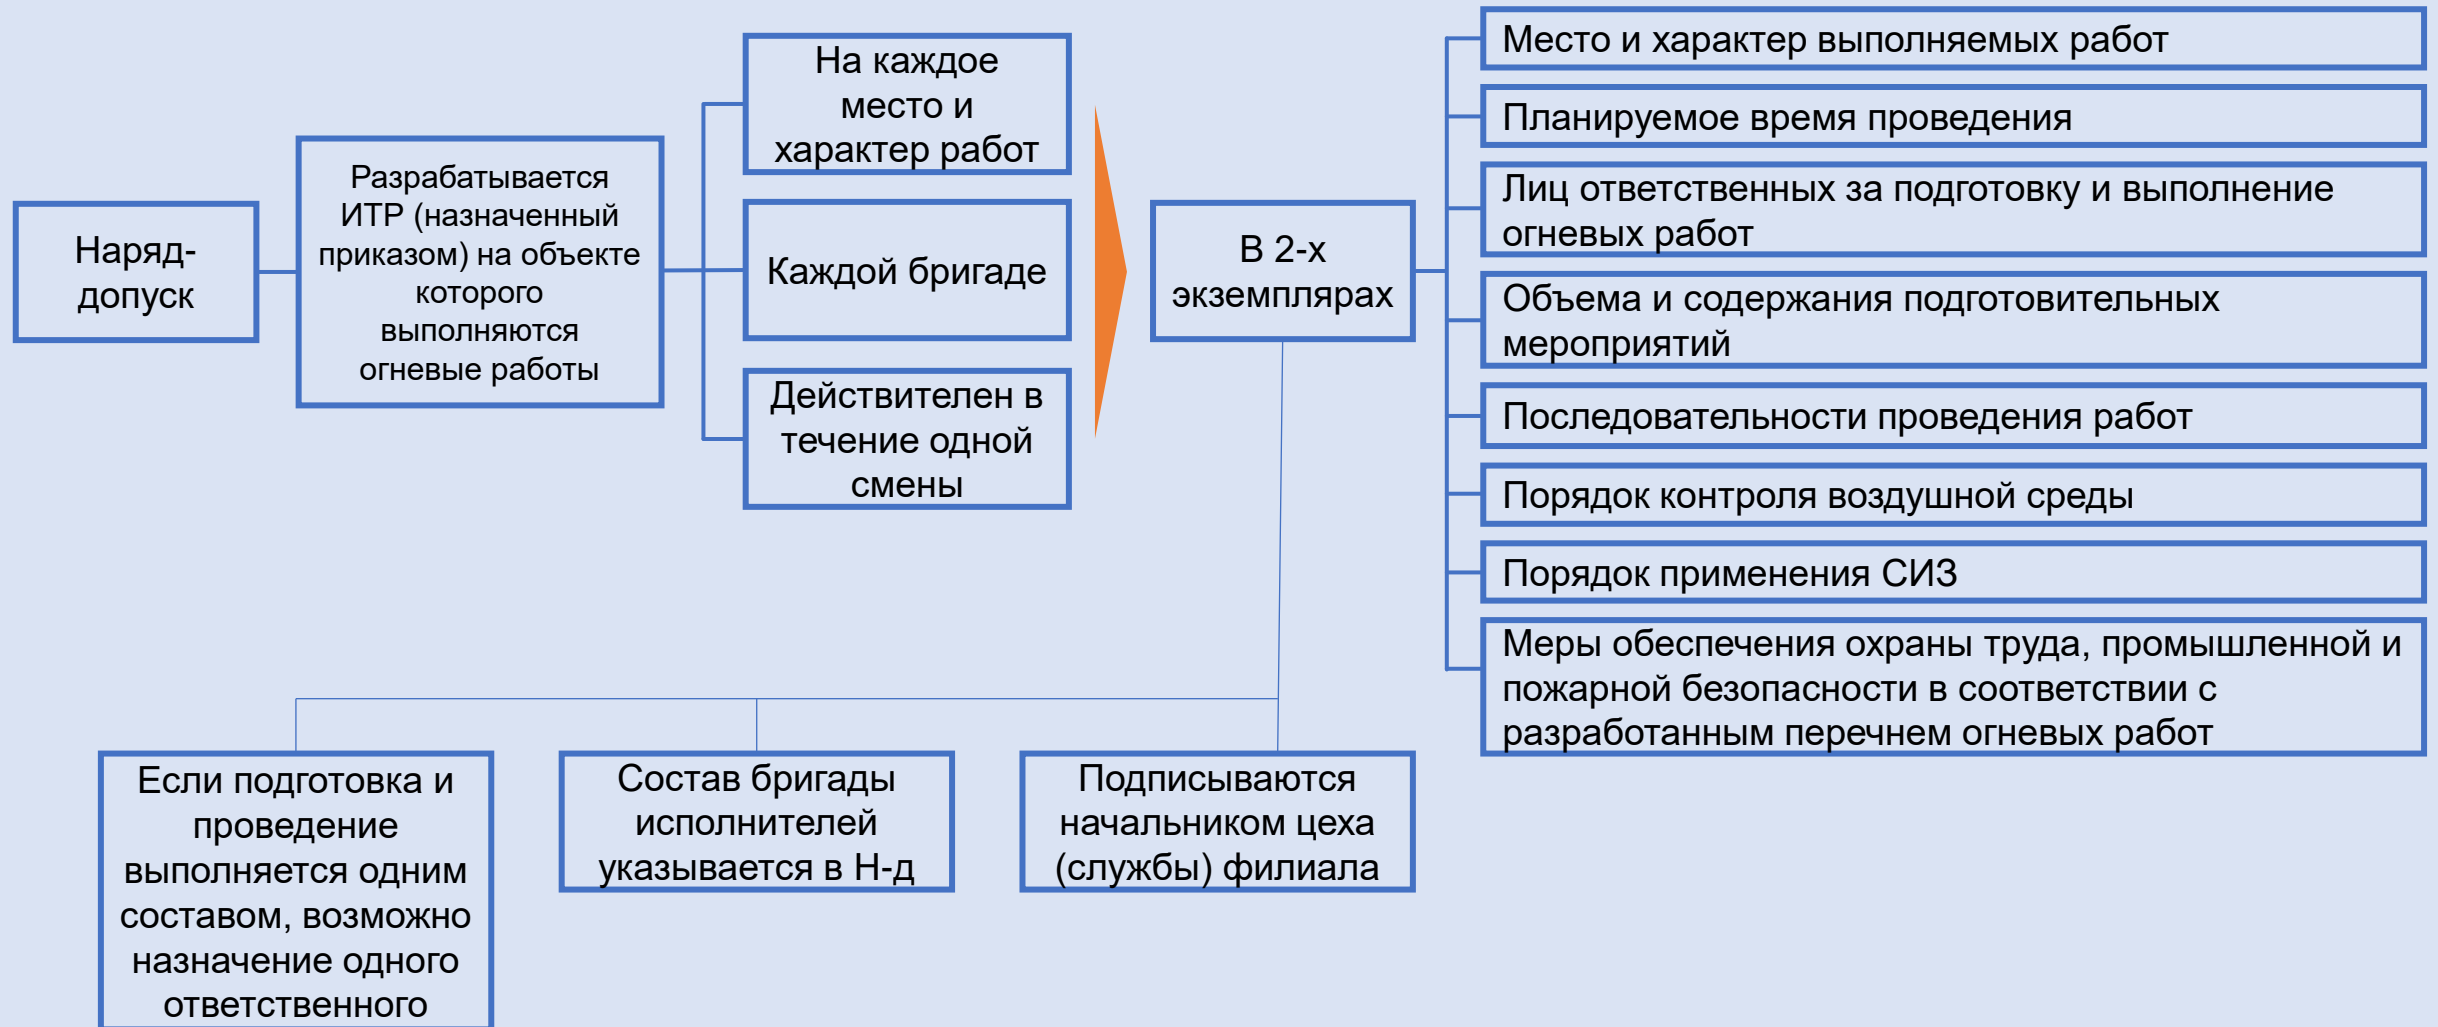 Наряд-
допуск
Разрабатывается
ИТР (назначенный
приказом) на объекте
которого
выполняются
огневые работы
На каждое
место и
характер работ
Каждой бригаде
Действителен в
течение одной
смены
В 2-х
экземплярах
Место и характер выполняемых работ
Планируемое время проведения
Лиц ответственных за подготовку и выполнение
огневых работ
Объема и содержания подготовительных
мероприятий
Последовательности проведения работ
Порядок контроля воздушной среды
Порядок применения СИЗ
Меры обеспечения охраны труда, промышленной и
пожарной безопасности в соответствии с
разработанным перечнем огневых работ
Если подготовка и
проведение
выполняется одним
составом, возможно
назначение одного
ответственного
Состав бригады
исполнителей
указывается в Н-д
Подписываются
начальником цеха
(службы) филиала